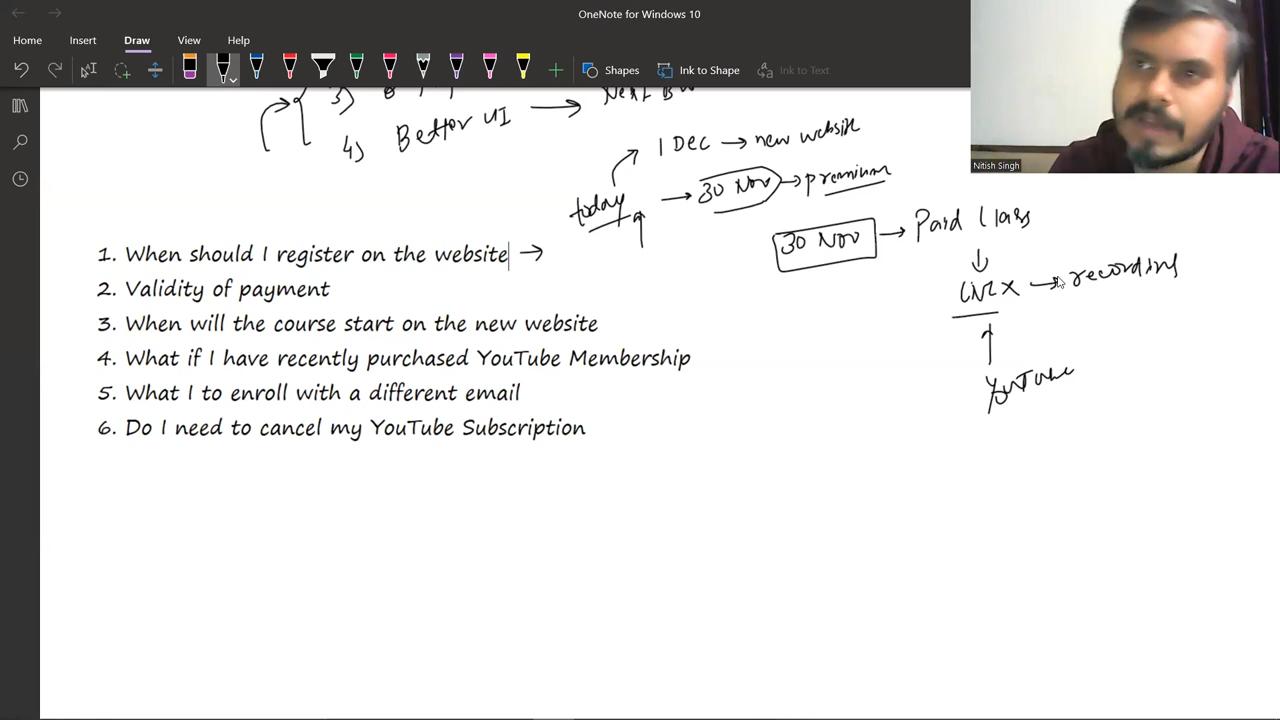 OneNote for Windows 10
Home Insert Draw View Help
Shapes Ink to Shape Ink to Text
Nitish Singh
3)
4) Better UI →
1 Dec → new website
today → 30 Nov → premium
30 Nov → Paid Class
LIVE X → recording
YouTube
1. When should I register on the website →
2. Validity of payment
3. When will the course start on the new website
4. What if I have recently purchased YouTube Membership
5. What I to enroll with a different email
6. Do I need to cancel my YouTube Subscription